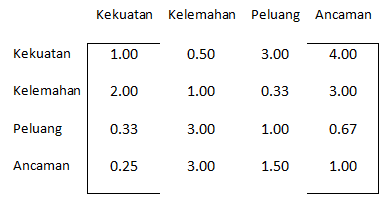 Kekuatan Kelemahan Peluang Ancaman
Kekuatan 1.00 0.50 3.00 4.00
Kelemahan 2.00 1.00 0.33 3.00
Peluang 0.33 3.00 1.00 0.67
Ancaman 0.25 3.00 1.50 1.00